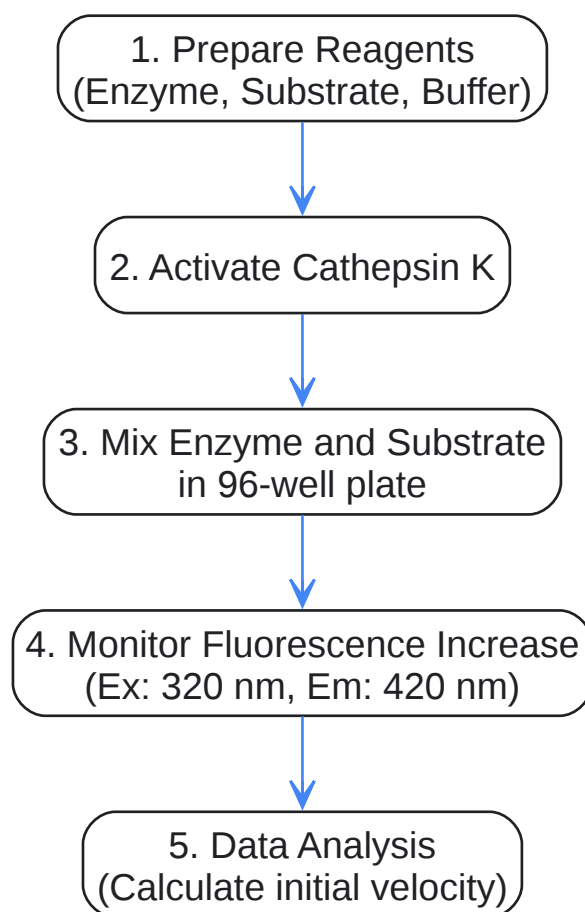 1. Prepare Reagents
(Enzyme, Substrate, Buffer)
2. Activate Cathepsin K
3. Mix Enzyme and Substrate
in 96-well plate
4. Monitor Fluorescence Increase
(Ex: 320 nm, Em: 420 nm)
5. Data Analysis
(Calculate initial velocity)